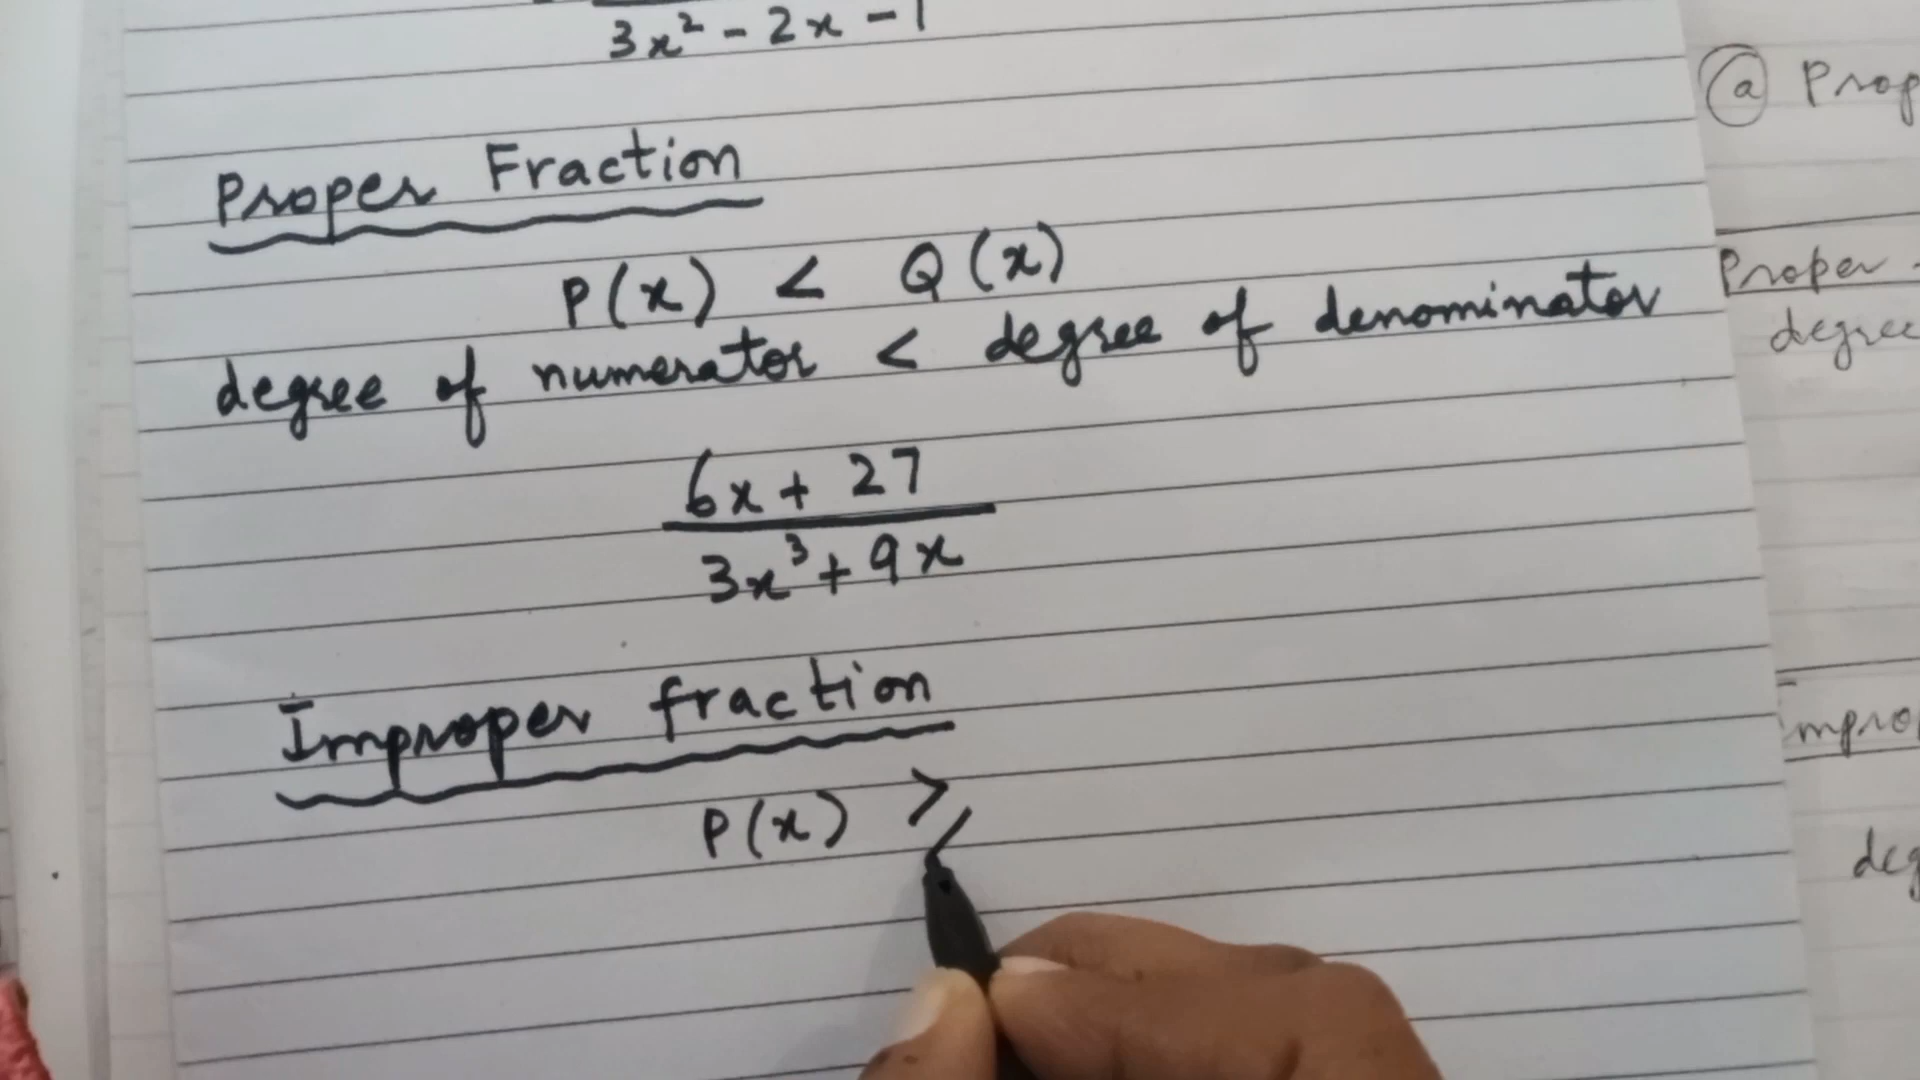 3x² - 2x - 1
Proper Fraction
P(x) < Q(x)
degree of numerator < degree of denominator
6x + 27
3x³ + 9x
Improper fraction
P(x) ⩾
ⓐ Prop
Proper
degree
Impro
deg